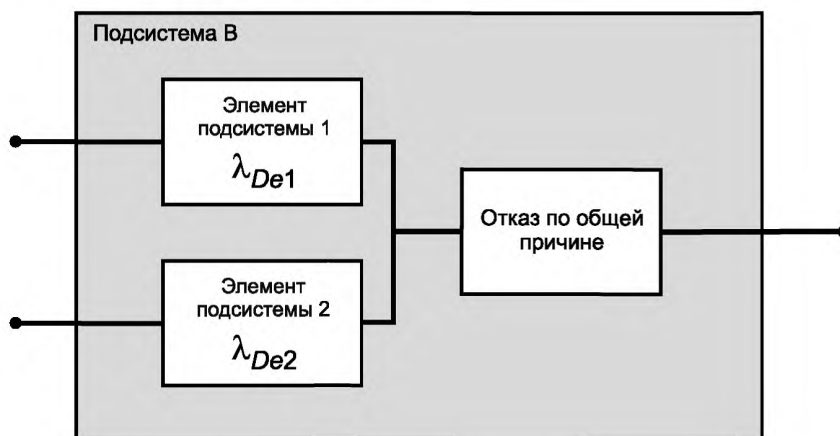 Подсистема В
Элемент
подсистемы 1
λDe1
Отказ по общей
причине
Элемент
подсистемы 2
λDe2